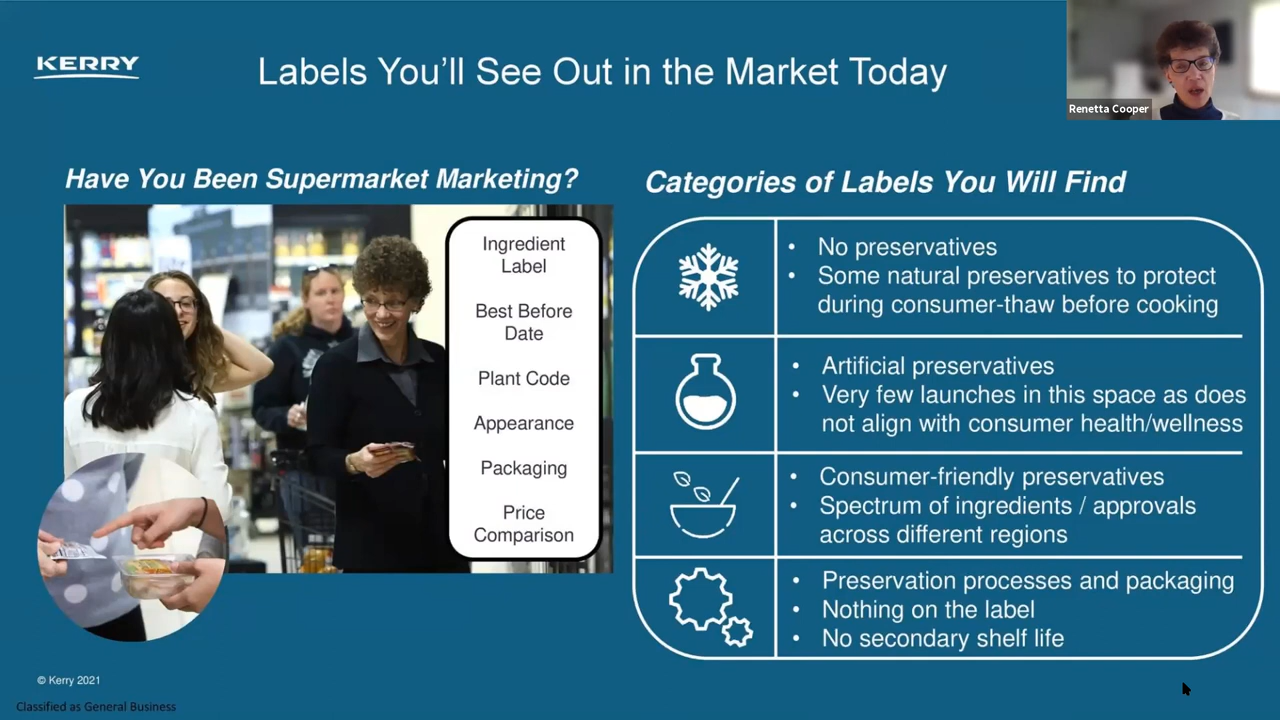 KERRY
Labels You'll See Out in the Market Today
Renetta Cooper
Have You Been Supermarket Marketing?
Ingredient
Label
Best Before
Date
Plant Code
Appearance
Packaging
Price
Comparison
Categories of Labels You Will Find
• No preservatives
• Some natural preservatives to protect
during consumer-thaw before cooking
• Artificial preservatives
• Very few launches in this space as does
not align with consumer health/wellness
• Consumer-friendly preservatives
• Spectrum of ingredients / approvals
across different regions
• Preservation processes and packaging
• Nothing on the label
• No secondary shelf life
© Kerry 2021
Classified as General Business